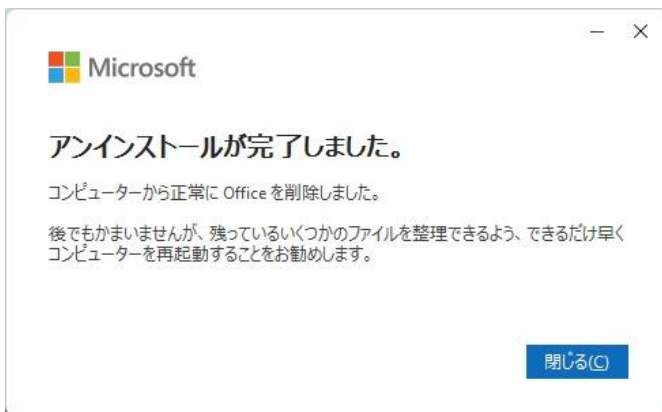 Microsoft
アンインストールが完了しました。
コンピューターから正常に Office を削除しました。
後でもかまいませんが、残っているいくつかのファイルを整理できるよう、できるだけ早く
コンピューターを再起動することをお勧めします。
閉じる(C)